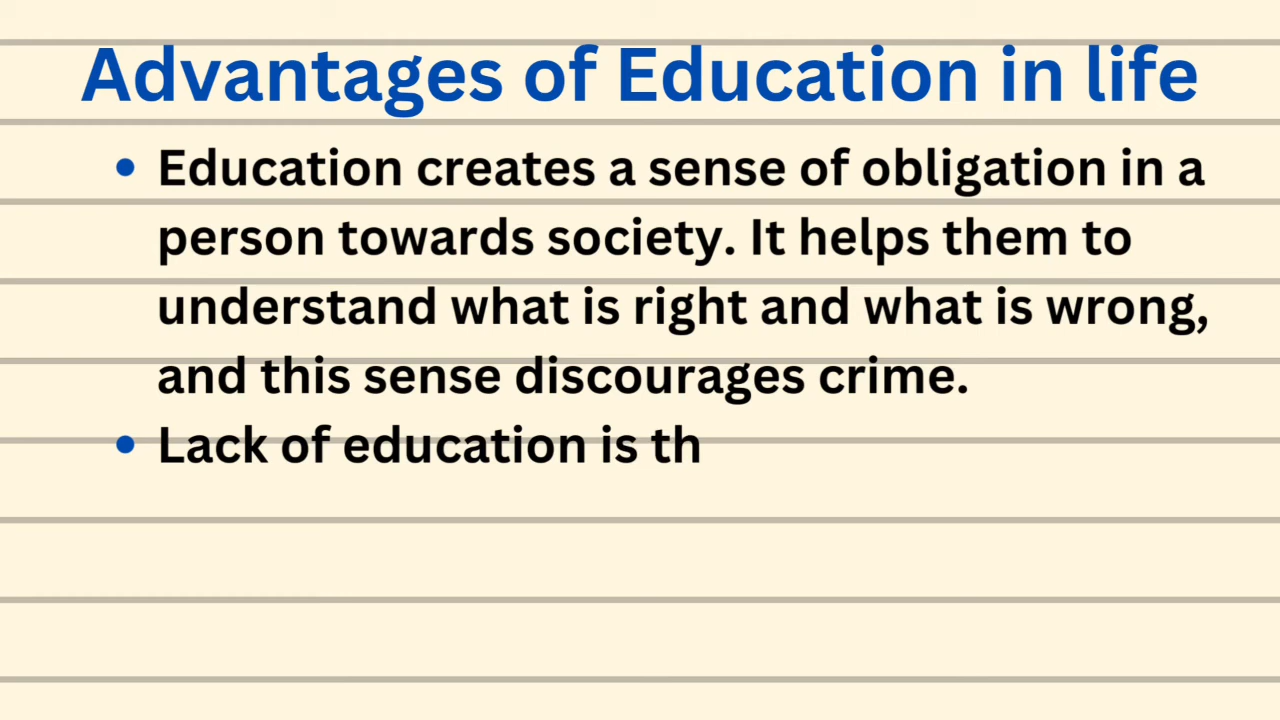 Advantages of Education in life
• Education creates a sense of obligation in a
person towards society. It helps them to
understand what is right and what is wrong,
and this sense discourages crime.
• Lack of education is th